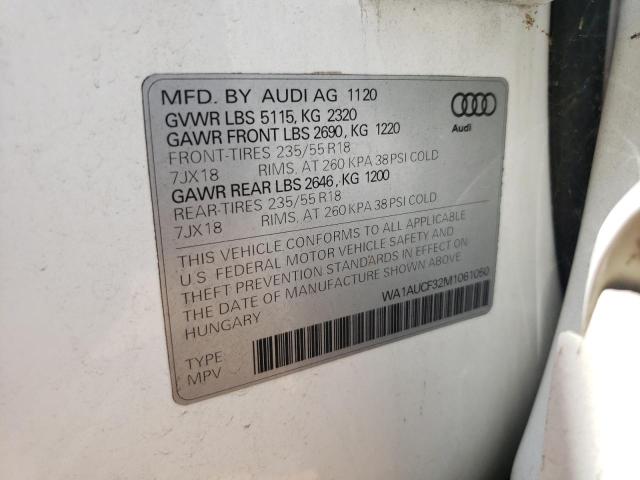 MFD. BY AUDI AG 1120
GVWR LBS 5115, KG 2320
GAWR FRONT LBS 2690, KG 1220
FRONT-TIRES 235/55 R18
7JX18 RIMS, AT 260 KPA 38 PSI COLD
GAWR REAR LBS 2646, KG 1200
REAR-TIRES 235/55 R18
7JX18 RIMS, AT 260 KPA 38 PSI COLD
THIS VEHICLE CONFORMS TO ALL APPLICABLE
U.S. FEDERAL MOTOR VEHICLE SAFETY AND
THEFT PREVENTION STANDARDS IN EFFECT ON
THE DATE OF MANUFACTURE SHOWN ABOVE.
HUNGARY
Audi
WA1AUCF32M1061050
TYPE
MPV